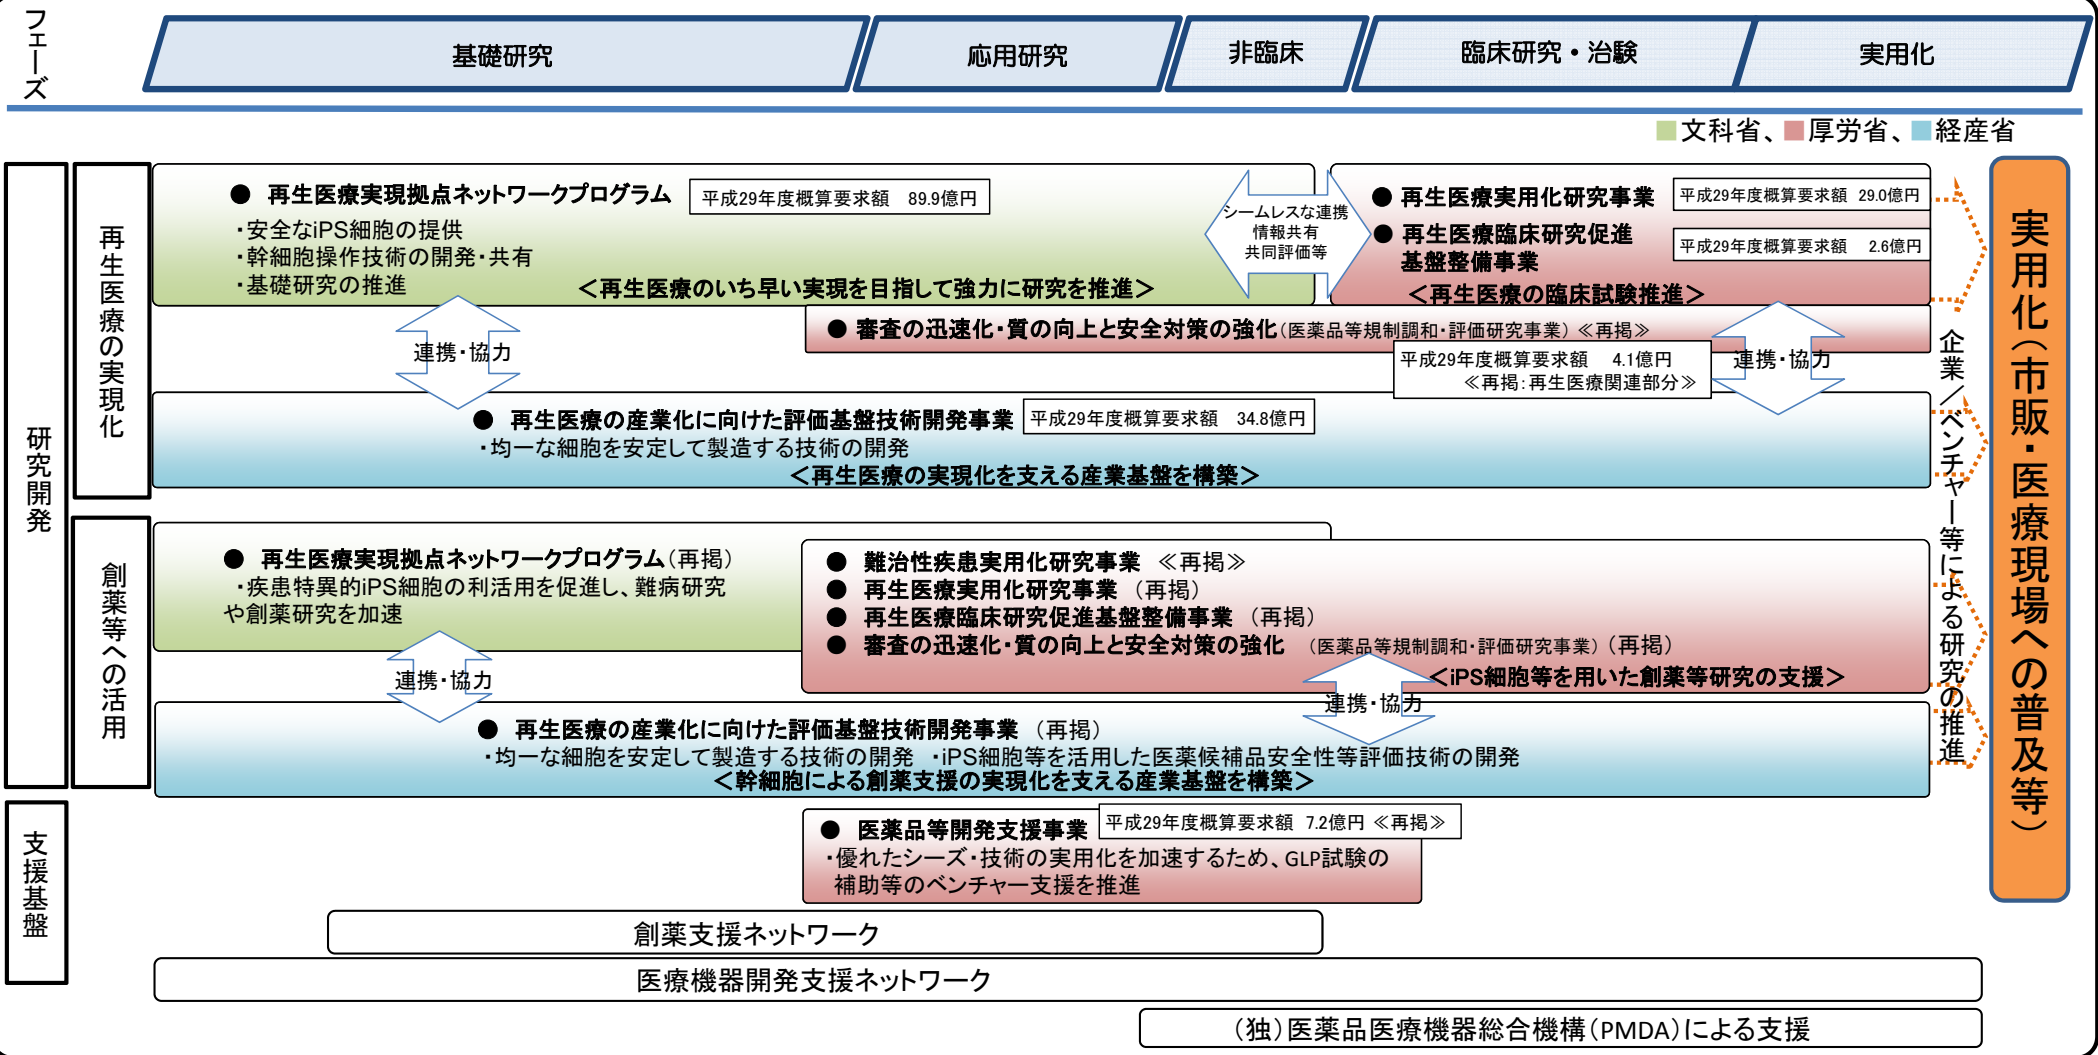 フェーズ
基礎研究
応用研究
非臨床
臨床研究・治験
実用化
文科省、厚労省、経産省
研究開発
再生医療の実現化
● 再生医療実現拠点ネットワークプログラム
平成29年度概算要求額 89.9億円
・安全なiPS細胞の提供
・幹細胞操作技術の開発・共有
・基礎研究の推進
＜再生医療のいち早い実現を目指して強力に研究を推進＞
シームレスな連携
情報共有
共同評価等
● 再生医療実用化研究事業
平成29年度概算要求額 29.0億円
● 再生医療臨床研究促進
基盤整備事業
平成29年度概算要求額 2.6億円
＜再生医療の臨床試験推進＞
● 審査の迅速化・質の向上と安全対策の強化（医薬品等規制調和・評価研究事業）≪再掲≫
平成29年度概算要求額 4.1億円
≪再掲：再生医療関連部分≫
連携・協力
連携・協力
● 再生医療の産業化に向けた評価基盤技術開発事業
平成29年度概算要求額 34.8億円
・均一な細胞を安定して製造する技術の開発
＜再生医療の実現化を支える産業基盤を構築＞
創薬等への活用
● 再生医療実現拠点ネットワークプログラム（再掲）
・疾患特異的iPS細胞の利活用を促進し、難病研究
や創薬研究を加速
● 難治性疾患実用化研究事業 ≪再掲≫
● 再生医療実用化研究事業（再掲）
● 再生医療臨床研究促進基盤整備事業（再掲）
● 審査の迅速化・質の向上と安全対策の強化 （医薬品等規制調和・評価研究事業）（再掲）
＜iPS細胞等を用いた創薬等研究の支援＞
連携・協力
連携・協力
● 再生医療の産業化に向けた評価基盤技術開発事業（再掲）
・均一な細胞を安定して製造する技術の開発 ・iPS細胞等を活用した医薬候補品安全性等評価技術の開発
＜幹細胞による創薬支援の実現化を支える産業基盤を構築＞
企業／ベンチャー等による研究の推進
実用化（市販・医療現場への普及等）
支援基盤
● 医薬品等開発支援事業
平成29年度概算要求額 7.2億円 ≪再掲≫
・優れたシーズ・技術の実用化を加速するため、GLP試験の
補助等のベンチャー支援を推進
創薬支援ネットワーク
医療機器開発支援ネットワーク
（独）医薬品医療機器総合機構（PMDA）による支援